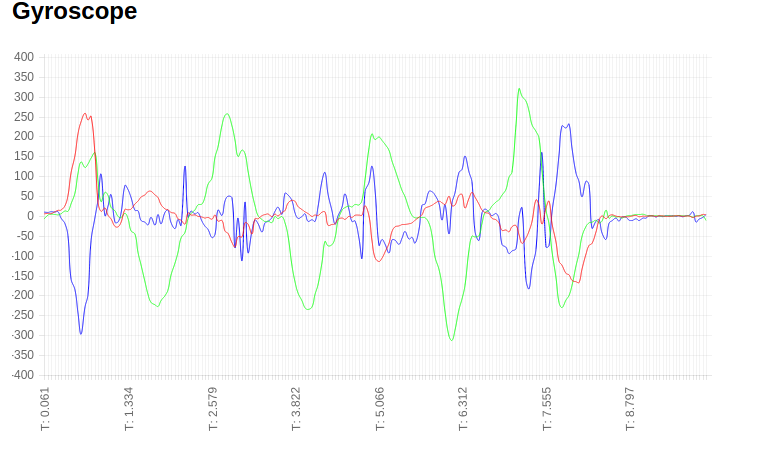 Gyroscope
400
350
300
250
200
150
100
50
0
-50
-100
-150
-200
-250
-300
-350
-400
T: 0.061
T: 1.334
T: 2.579
T: 3.822
T: 5.066
T: 6.312
T: 7.555
T: 8.797